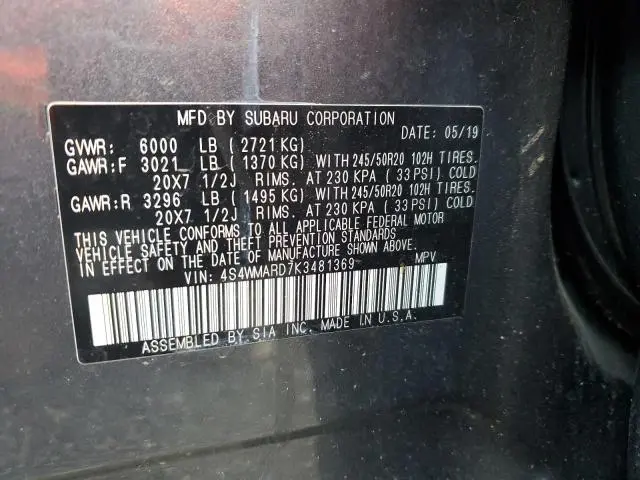 MFD BY SUBARU CORPORATION
DATE: 05/19
GVWR: 6000 LB ( 2721 KG)
GAWR:F 3021 LB ( 1370 KG) WITH 245/50R20 102H TIRES.
20X7 1/2J RIMS. AT 230 KPA ( 33 PSI) COLD
GAWR:R 3296 LB ( 1495 KG) WITH 245/50R20 102H TIRES.
20X7 1/2J RIMS. AT 230 KPA ( 33 PSI) COLD
THIS VEHICLE CONFORMS TO ALL APPLICABLE FEDERAL MOTOR
VEHICLE SAFETY, BUMPER, AND THEFT PREVENTION STANDARDS
IN EFFECT ON THE DATE OF MANUFACTURE SHOWN ABOVE.
VIN: 4S4WMARD7K3481369 MPV
ASSEMBLED BY SIA INC. MADE IN U.S.A.